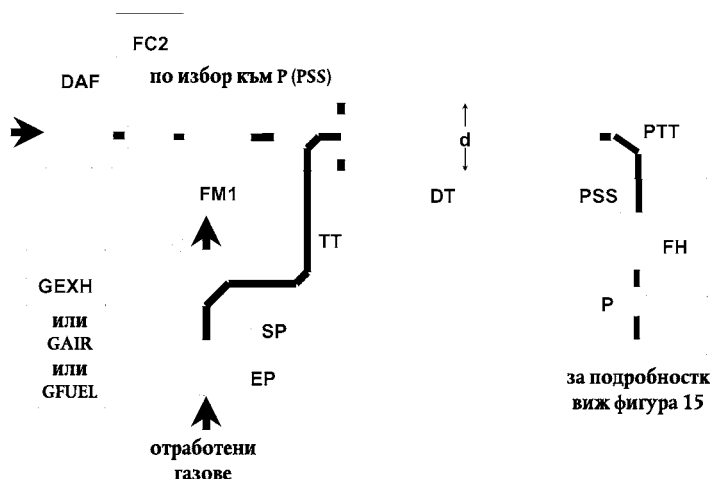 FC2
DAF
по избор към P (PSS)
PTT
d
FM1
DT
PSS
TT
FH
GEXH
или
GAIR
или
GFUEL
P
SP
EP
за подробностк
виж фигура 15
отработени
газове